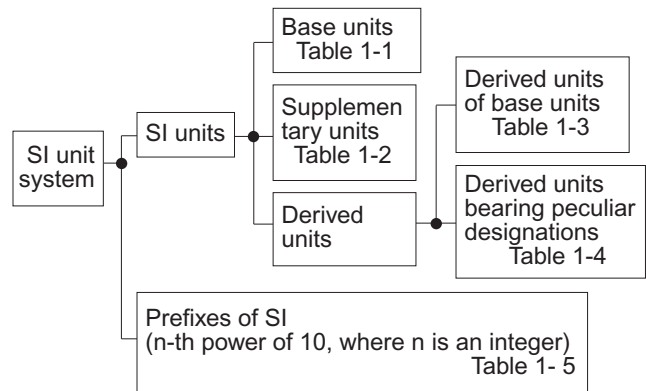 SI unit
system
SI units
Base units
Table 1-1
Supplemen
tary units
Table 1-2
Derived
units
Derived units
of base units
Table 1-3
Derived units
bearing peculiar
designations
Table 1-4
Prefixes of SI
(n-th power of 10, where n is an integer)
Table 1- 5